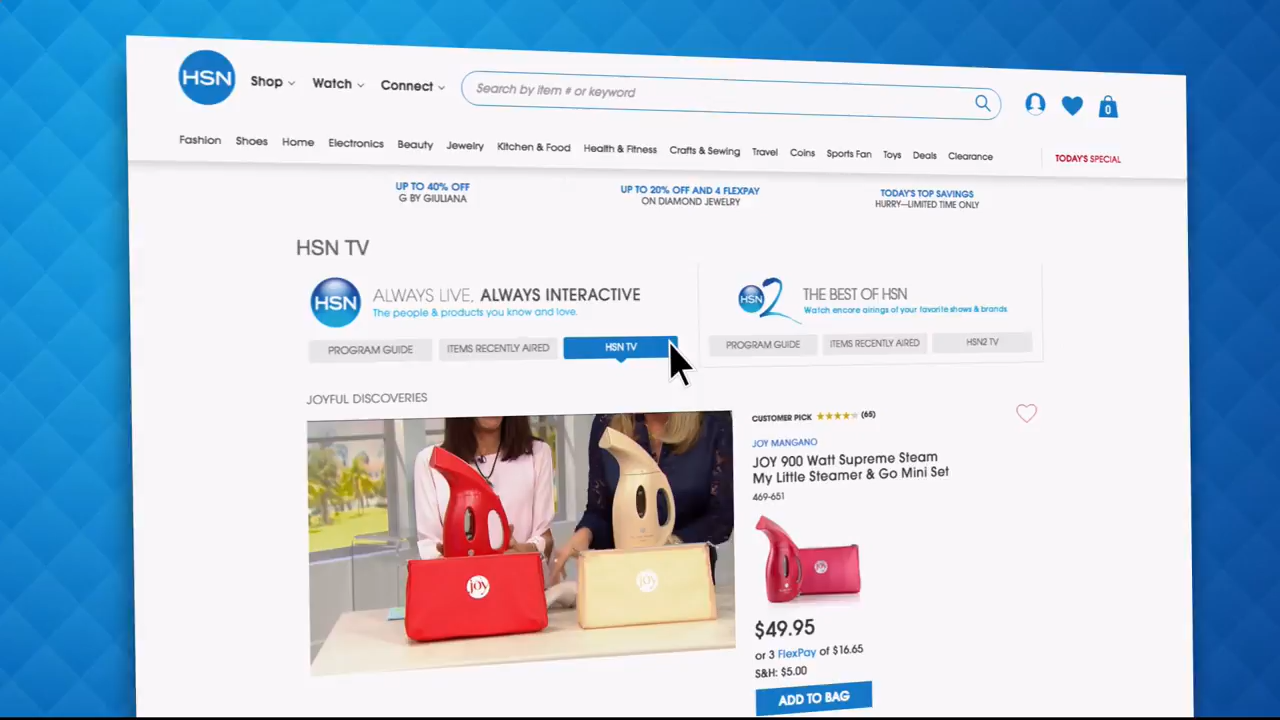 HSN
Shop
Watch
Connect
Search by item # or keyword
0
Fashion
Shoes
Home
Electronics
Beauty
Jewelry
Kitchen & Food
Health & Fitness
Crafts & Sewing
Travel
Coins
Sports Fan
Toys
Deals
Clearance
TODAY'S SPECIAL
UP TO 40% OFF
G BY GIULIANA
UP TO 20% OFF AND 4 FLEXPAY
ON DIAMOND JEWELRY
TODAY'S TOP SAVINGS
HURRY—LIMITED TIME ONLY
HSN TV
HSN
ALWAYS LIVE, ALWAYS INTERACTIVE
The people & products you know and love.
PROGRAM GUIDE
ITEMS RECENTLY AIRED
HSN TV
HSN 2
THE BEST OF HSN
Watch encore airings of your favorite shows & brands
PROGRAM GUIDE
ITEMS RECENTLY AIRED
HSN2 TV
JOYFUL DISCOVERIES
joy
joy
CUSTOMER PICK
(65)
JOY MANGANO
JOY 900 Watt Supreme Steam
My Little Steamer & Go Mini Set
469-651
joy
$49.95
or 3 FlexPay of $16.65
S&H: $5.00
ADD TO BAG